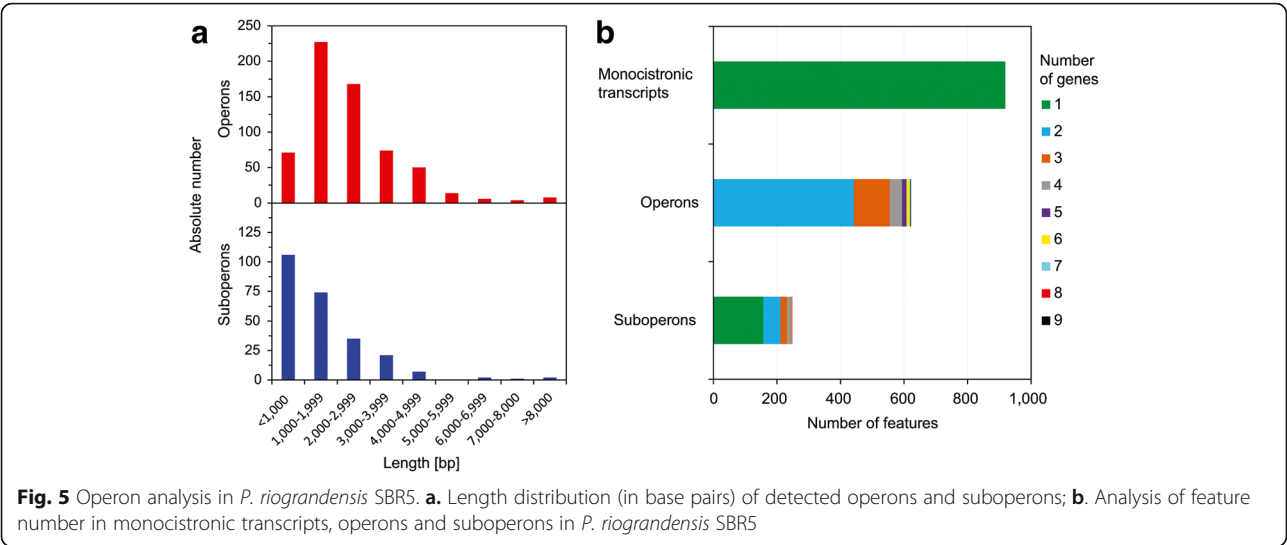 a
250
200
150
100
50
0
Operons
Absolute number
125
100
75
50
25
0
Suboperons
<1,000
1,000-1,999
2,000-2,999
3,000-3,999
4,000-4,999
5,000-5,999
6,000-6,999
7,000-8,000
>8,000
Length [bp]
b
Monocistronic
transcripts
Operons
Suboperons
0
200
400
600
800
1,000
Number of features
Number
of genes
1
2
3
4
5
6
7
8
9
Fig. 5 Operon analysis in P. riograndensis SBR5. a. Length distribution (in base pairs) of detected operons and suboperons; b. Analysis of feature
number in monocistronic transcripts, operons and suboperons in P. riograndensis SBR5